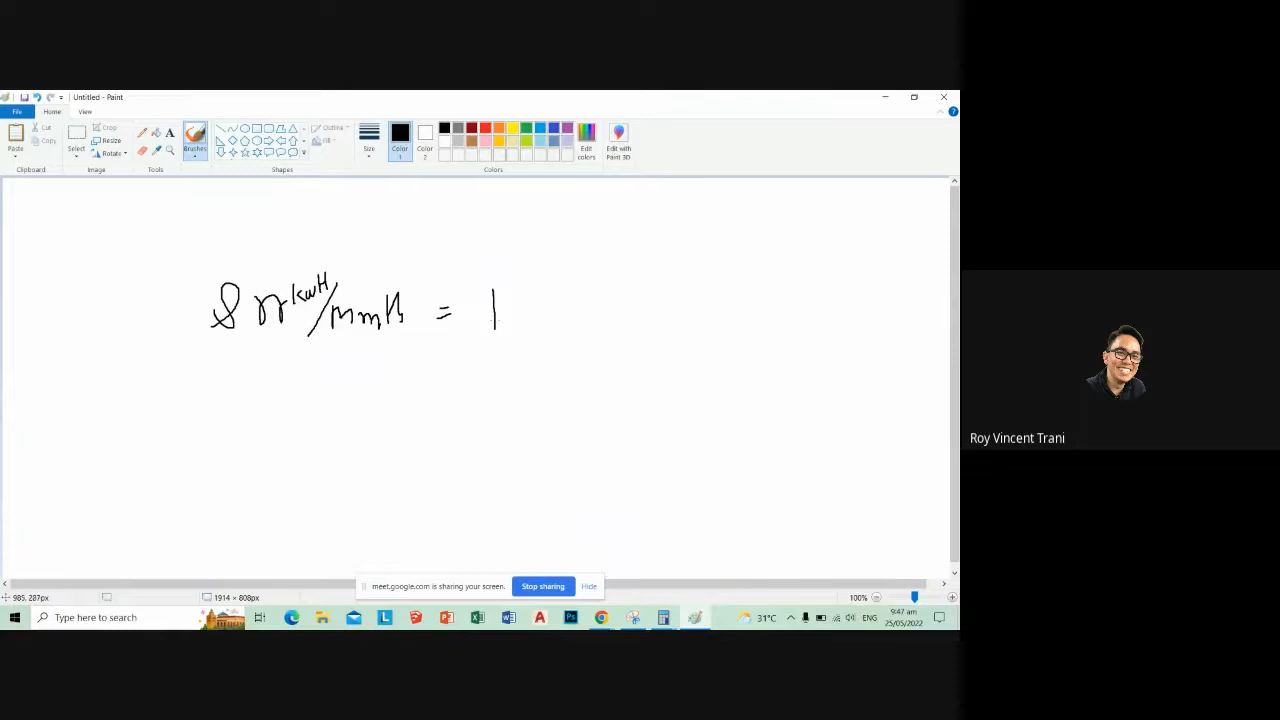 Untitled - Paint
File Home View
Paste
Cut
Copy
Clipboard
Select
Crop
Resize
Rotate
Image
A
Tools
Brushes
Outline
Fill
Shapes
Size
Color 1
Color 2
Edit colors
Colors
Edit with Paint 3D
kwH/ = 1
Roy Vincent Trani
meet.google.com is sharing your screen. Stop sharing Hide
985, 287px 1914 × 808px 100%
Type here to search 31°C ENG 9:47 am
25/05/2022